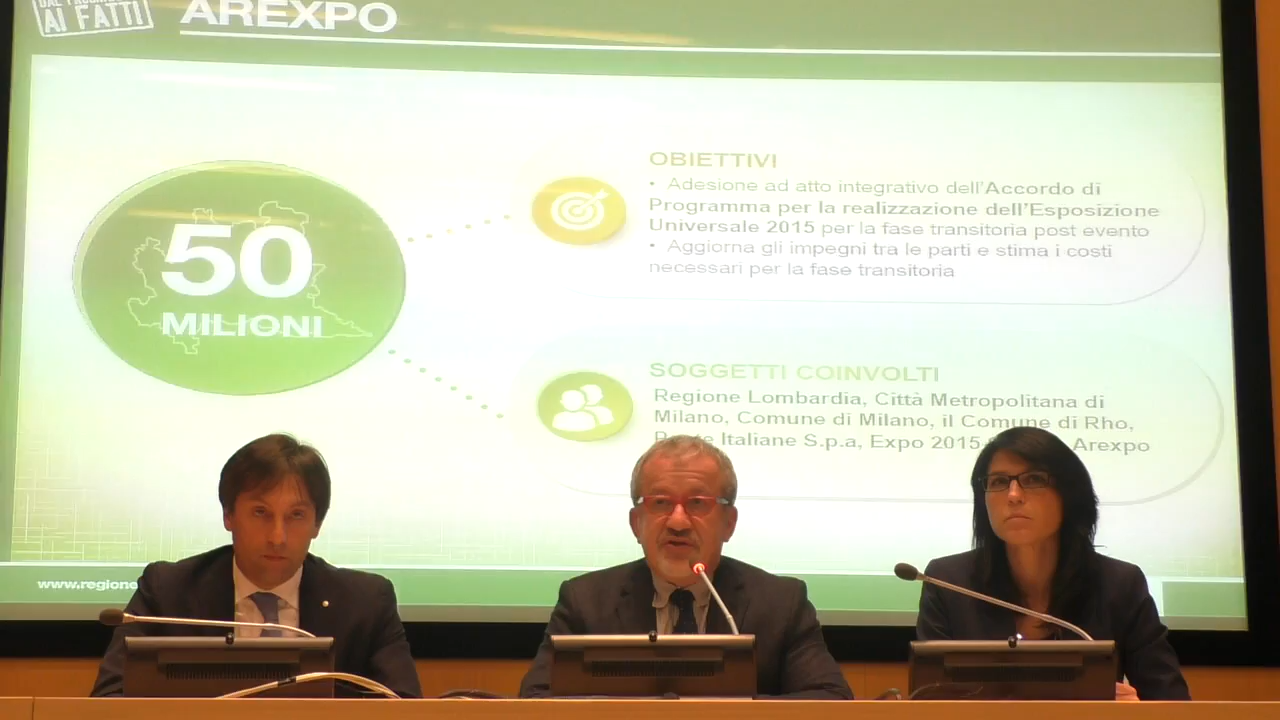 AI FATTI
AREXPO
50
MILIONI
OBIETTIVI
• Adesione ad atto integrativo dell'Accordo di
Programma per la realizzazione dell'Esposizione
Universale 2015 per la fase transitoria post evento
• Aggiorna gli impegni tra le parti e stima i costi
necessari per la fase transitoria
SOGGETTI COINVOLTI
Regione Lombardia, Città Metropolitana di
Milano, Comune di Milano, il Comune di Rho,
Italiane S.p.a, Expo 2015 Arexpo
www.regione